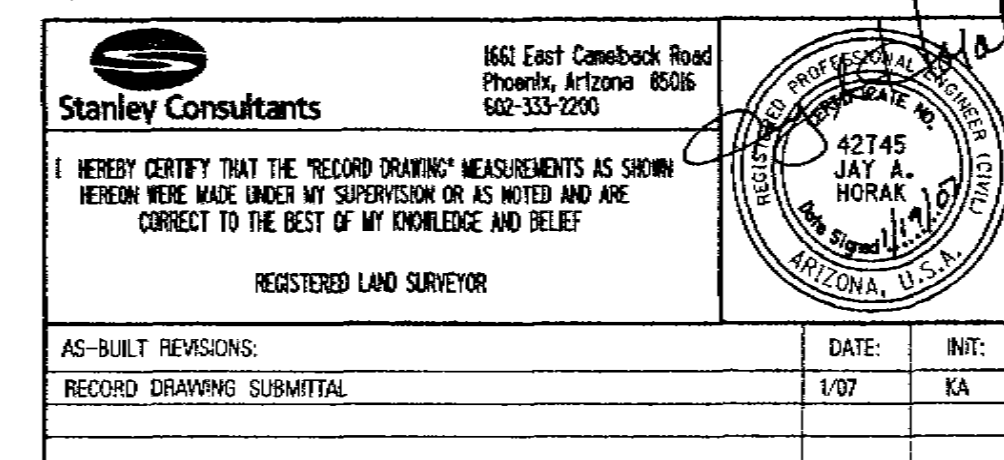 Stanley Consultants
1661 East Camelback Road
Phoenix, Arizona 85016
602-333-2200
I HEREBY CERTIFY THAT THE "RECORD DRAWING" MEASUREMENTS AS SHOWN
HEREON WERE MADE UNDER MY SUPERVISION OR AS NOTED AND ARE
CORRECT TO THE BEST OF MY KNOWLEDGE AND BELIEF
REGISTERED LAND SURVEYOR
REGISTERED PROFESSIONAL ENGINEER (CIVIL)
CERTIFICATE NO.
42745
JAY A.
HORAK
Date Signed 1/19/07
ARIZONA, U.S.A.
AS-BUILT REVISIONS: DATE: INIT:
RECORD DRAWING SUBMITTAL 1/07 KA